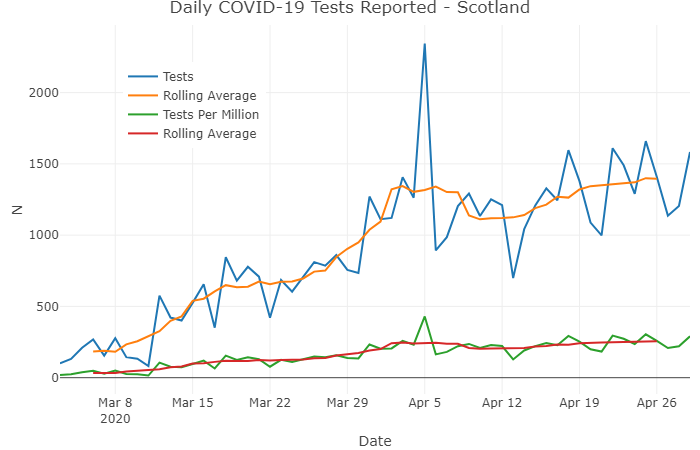 Daily COVID-19 Tests Reported - Scotland
Tests
Rolling Average
Tests Per Million
Rolling Average
2000
1500
1000
500
0
N
Mar 8
2020
Mar 15
Mar 22
Mar 29
Apr 5
Apr 12
Apr 19
Apr 26
Date